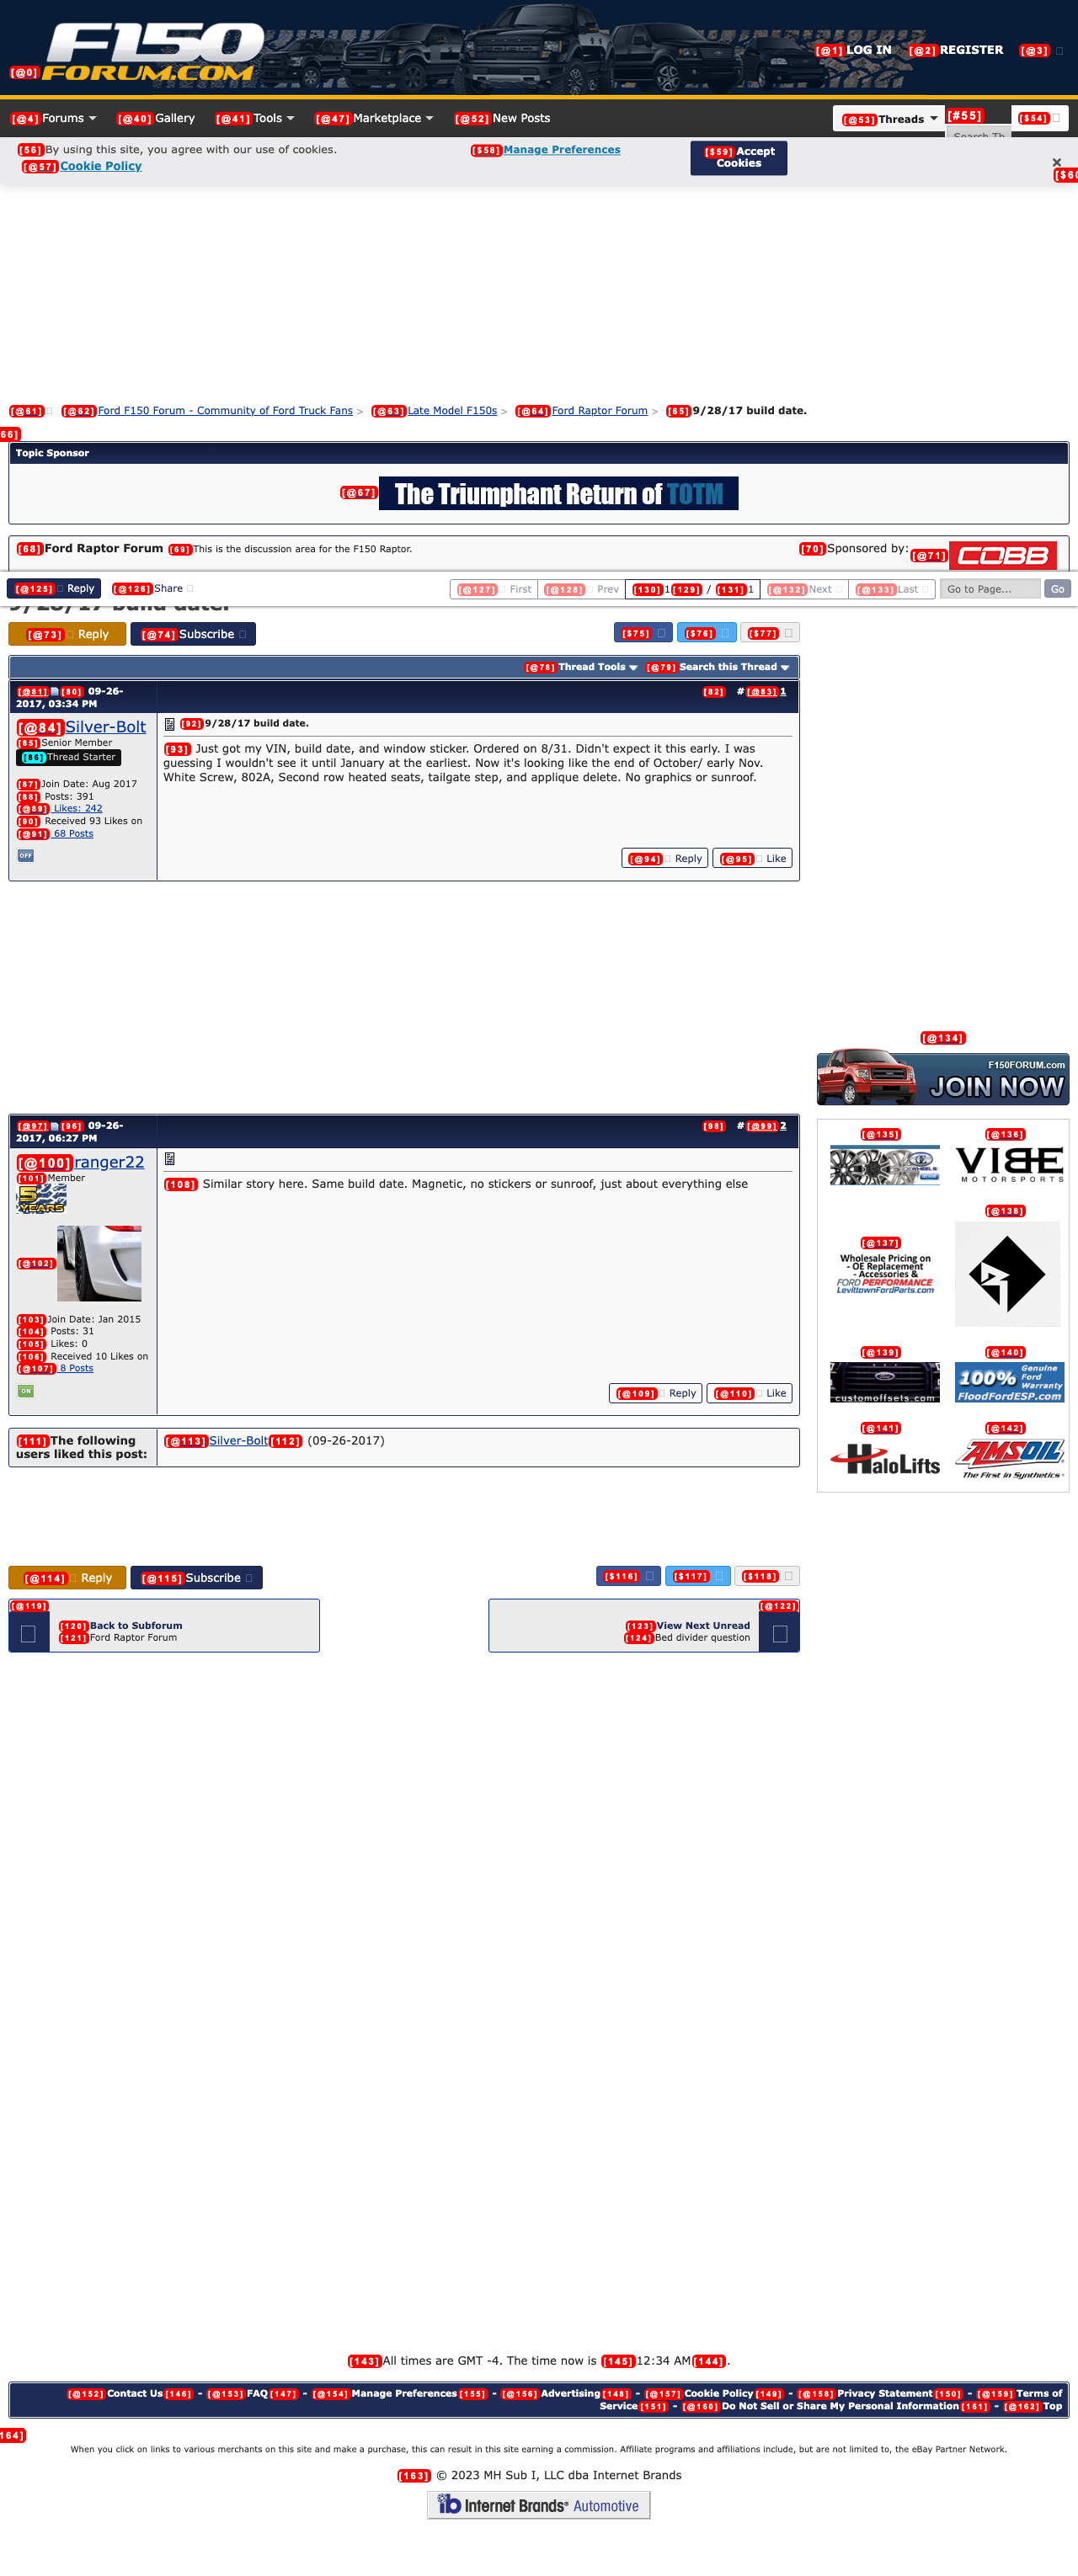 F150
FORUM.COM
[@0]
[@1] LOG IN [@2] REGISTER [@3]
[@4] Forums [@40] Gallery [@41] Tools [@47] Marketplace [@52] New Posts [@53] Threads [#55] [$54]
[56] By using this site, you agree with our use of cookies. [$58] Manage Preferences [$59] Accept Cookies
[@57] Cookie Policy
[@61] [@62] Ford F150 Forum - Community of Ford Truck Fans > [@63] Late Model F150s > [@64] Ford Raptor Forum > [65] 9/28/17 build date.
66]
Topic Sponsor
[@67] The Triumphant Return of TOTM
[68] Ford Raptor Forum [69] This is the discussion area for the F150 Raptor. [70] Sponsored by: [@71] COBB
[@125] Reply [@126] Share [@127] First [@128] Prev [130] 1 [129] / [131] 1 [@132] Next [@133] Last Go to Page... Go
[@73] Reply [@74] Subscribe [$75] [$76] [$77]
[@78] Thread Tools [@79] Search this Thread
[@81] [80] 09-26-2017, 03:34 PM [82] # [@83] 1
[@84] Silver-Bolt
[85] Senior Member
[86] Thread Starter
[87] Join Date: Aug 2017
[88] Posts: 391
[@89] Likes: 242
[90] Received 93 Likes on
[@91] 68 Posts
OFF
[92] 9/28/17 build date.
[93] Just got my VIN, build date, and window sticker. Ordered on 8/31. Didn't expect it this early. I was
guessing I wouldn't see it until January at the earliest. Now it's looking like the end of October/ early Nov.
White Screw, 802A, Second row heated seats, tailgate step, and applique delete. No graphics or sunroof.
[@94] Reply [@95] Like
[@134]
F150FORUM.com
JOIN NOW
[@97] [96] 09-26-2017, 06:27 PM [98] # [@99] 2
[@100] ranger22
[101] Member
5 YEARS
[@102]
[103] Join Date: Jan 2015
[104] Posts: 31
[105] Likes: 0
[106] Received 10 Likes on
[@107] 8 Posts
ON
[108] Similar story here. Same build date. Magnetic, no stickers or sunroof, just about everything else
[@109] Reply [@110] Like
[@135] [@136]
VIBE
MOTORSPORTS
[@137] [@138]
Wholesale Pricing on
- OE Replacement
- Accessories &
FORD PERFORMANCE
LevittownFordParts.com
[@139] [@140]
customoffsets.com
100% Genuine Ford Warranty
FloodFordESP.com
[@141] [@142]
HaloLifts
AMSOIL
The First in Synthetics
[111] The following
users liked this post:
[@113] Silver-Bolt [112] (09-26-2017)
[@114] Reply [@115] Subscribe [$116] [$117] [$118]
[@119] [@122]
[120] Back to Subforum
[121] Ford Raptor Forum
[123] View Next Unread
[124] Bed divider question
[143] All times are GMT -4. The time now is [145] 12:34 AM [144] .
[@152] Contact Us [146] - [@153] FAQ [147] - [@154] Manage Preferences [155] - [@156] Advertising [148] - [@157] Cookie Policy [149] - [@158] Privacy Statement [150] - [@159] Terms of
Service [151] - [@160] Do Not Sell or Share My Personal Information [161] - [@162] Top
164]
When you click on links to various merchants on this site and make a purchase, this can result in this site earning a commission. Affiliate programs and affiliations include, but are not limited to, the eBay Partner Network.
[163] © 2023 MH Sub I, LLC dba Internet Brands
ib Internet Brands® Automotive